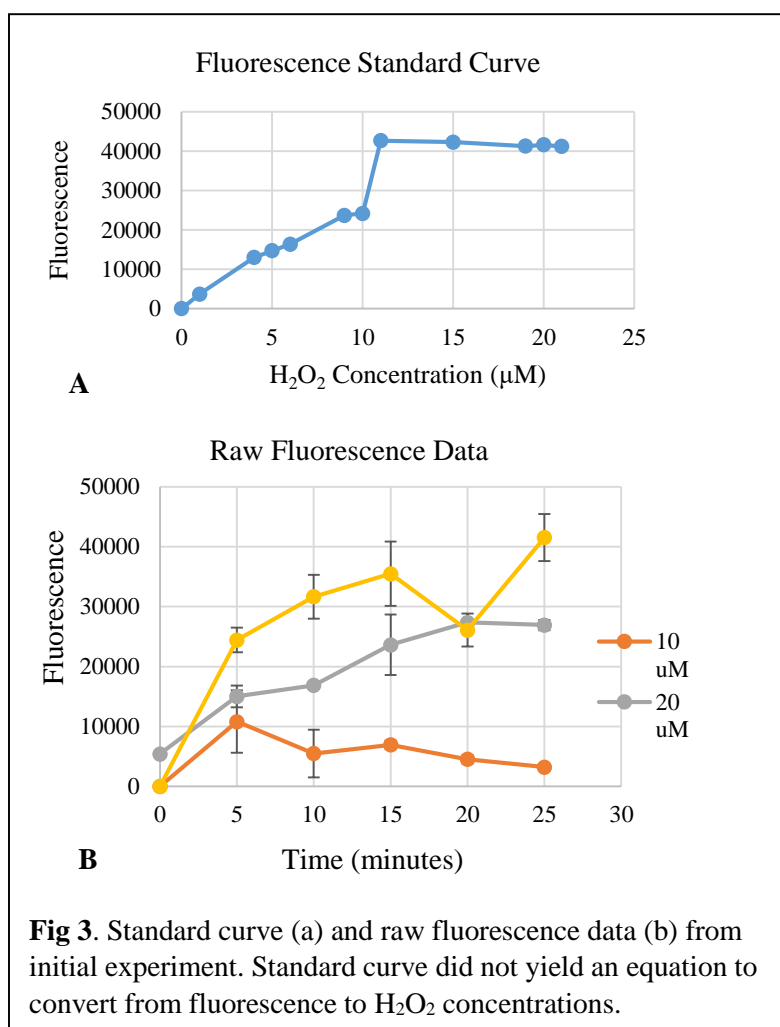 Fluorescence Standard Curve
50000
40000
30000
20000
10000
0
Fluorescence
0 5 10 15 20 25
H₂O₂ Concentration (µM)
A
Raw Fluorescence Data
50000
40000
30000
20000
10000
0
Fluorescence
10
uM
20
uM
0 5 10 15 20 25 30
B Time (minutes)
Fig 3. Standard curve (a) and raw fluorescence data (b) from
initial experiment. Standard curve did not yield an equation to
convert from fluorescence to H₂O₂ concentrations.